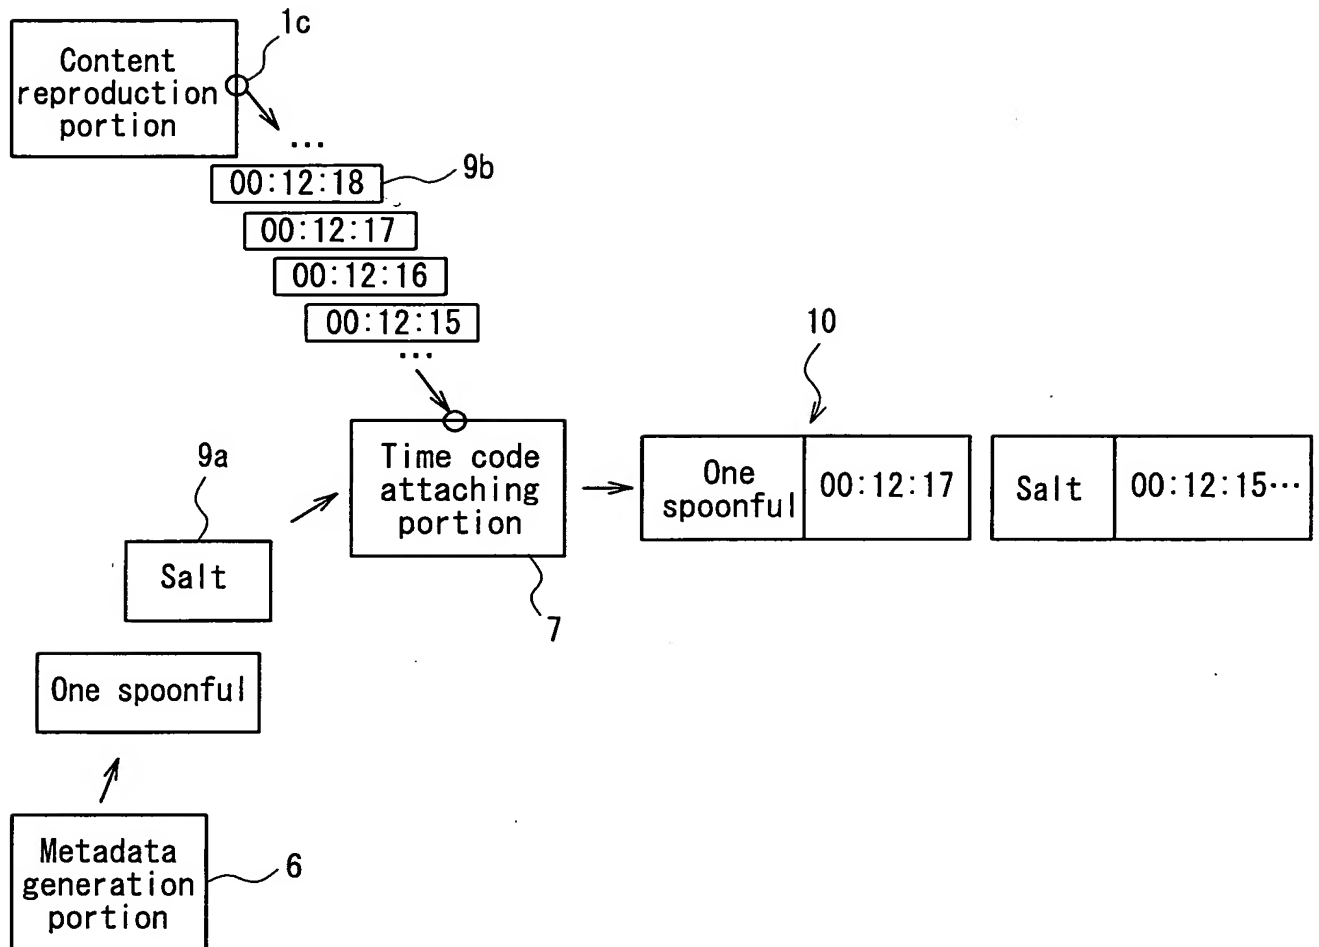 1c
Content
reproduction
portion
...
00:12:18
9b
00:12:17
00:12:16
00:12:15
...
10
9a
Time code
attaching
portion
One
spoonful
00:12:17
Salt
00:12:15...
Salt
7
One spoonful
Metadata
generation
portion
6